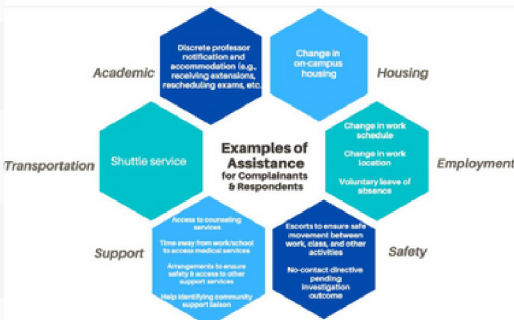 Academic
Discrete professor
notification and
accommodation (e.g.,
receiving extensions,
rescheduling exams, etc.
Change in
on-campus
housing
Housing
Transportation
Shuttle service
Examples of
Assistance
for Complainants
& Respondents
Change in work
schedule
Change in work
location
Voluntary leave of
absence
Employment
Support
Access to counseling
services
Time away from work/school
to access medical services
Arrangements to ensure
safety & access to other
support services
Help identifying community
support liaison
Escorts to ensure safe
movement between
work, class, and other
activities
No-contact directive
pending
investigation
outcome
Safety